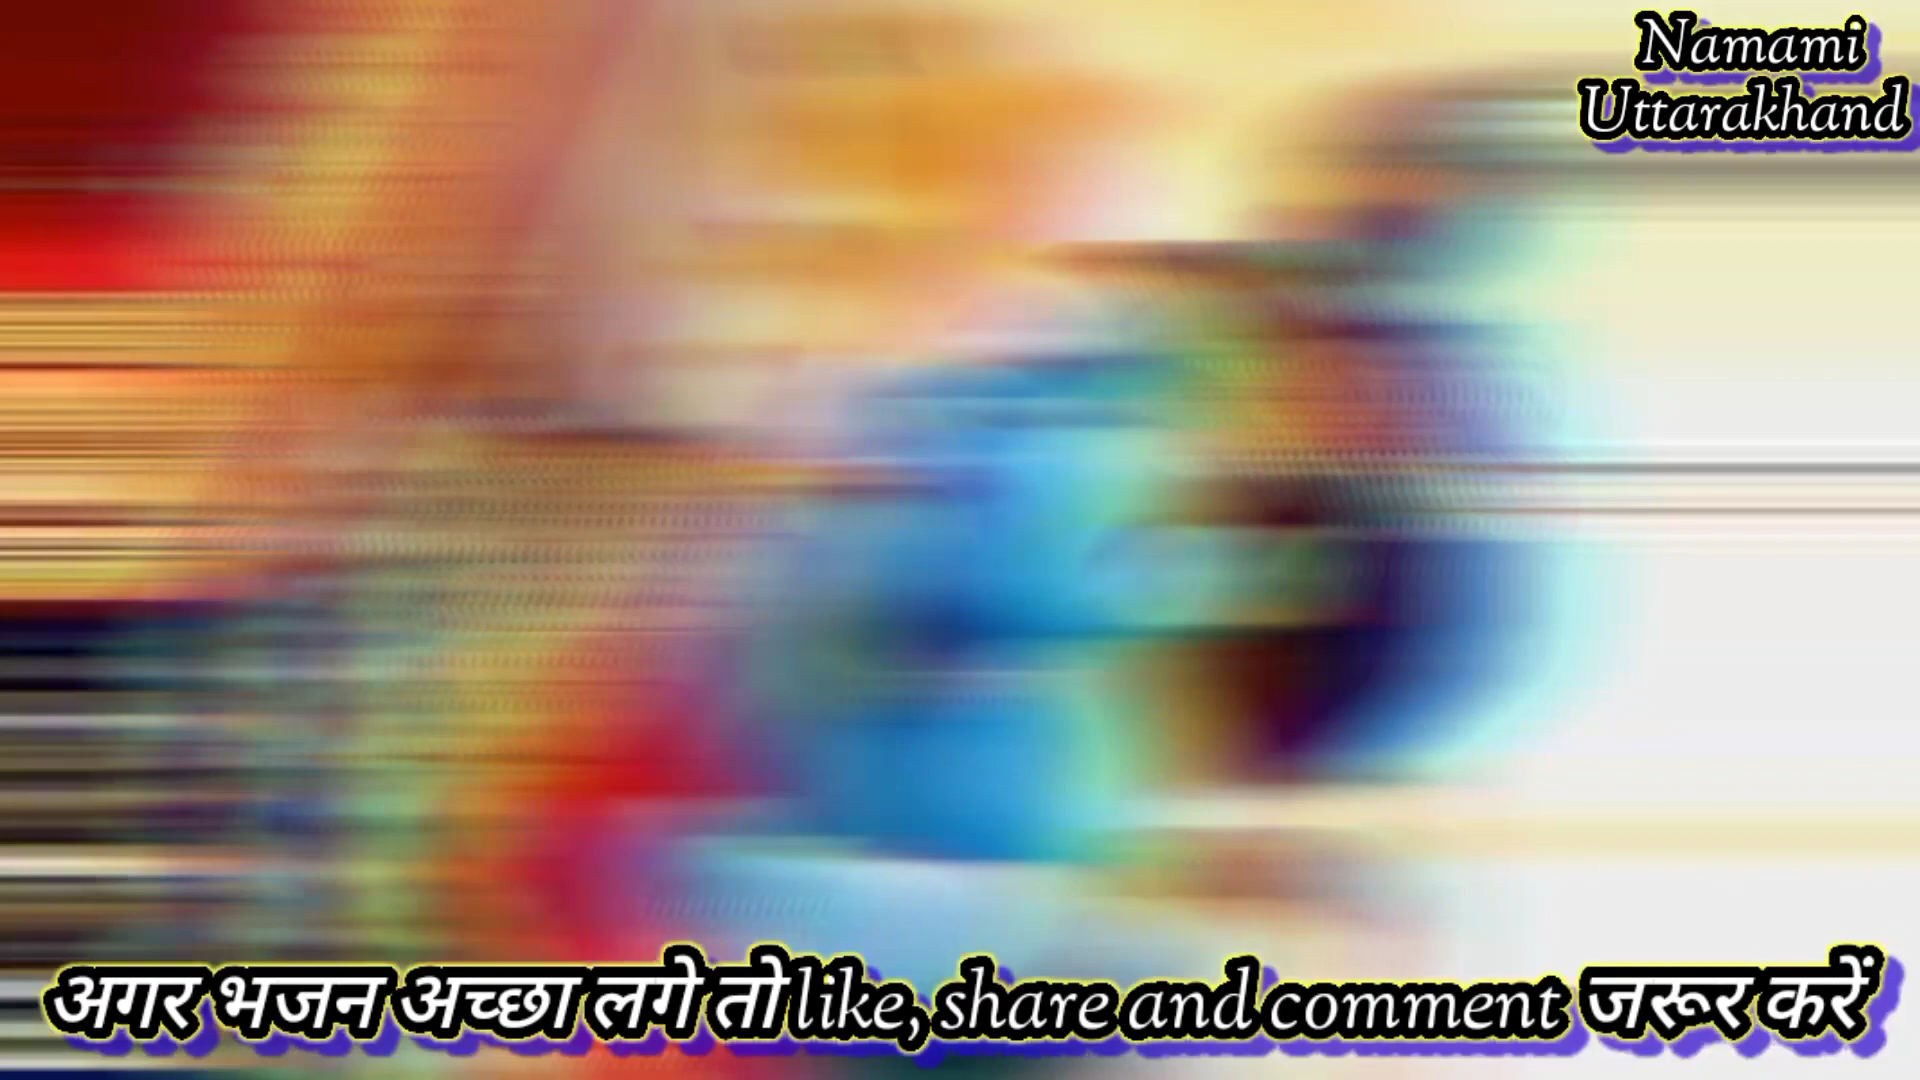 Namami
Uttarakhand
अगर भजन अच्छा लगे तो like, share and comment जरूर करें